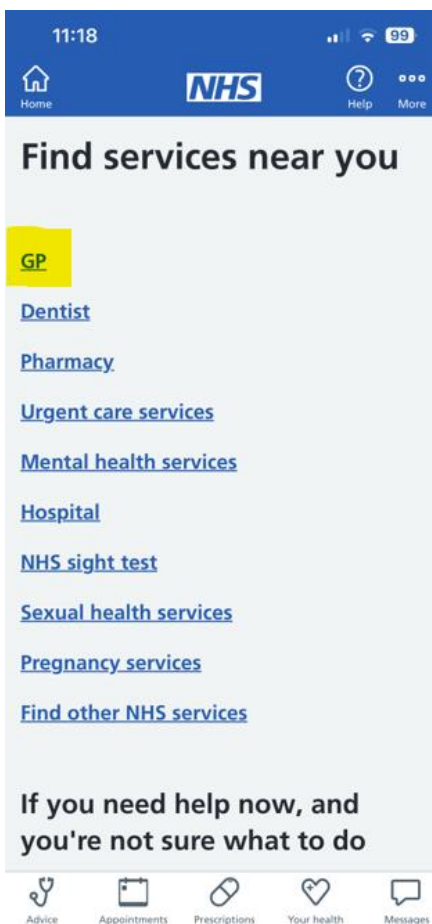 11:18
99
Home
NHS
Help
More
Find services near you
GP
Dentist
Pharmacy
Urgent care services
Mental health services
Hospital
NHS sight test
Sexual health services
Pregnancy services
Find other NHS services
If you need help now, and
you're not sure what to do
Advice
Appointments
Prescriptions
Your health
Messages